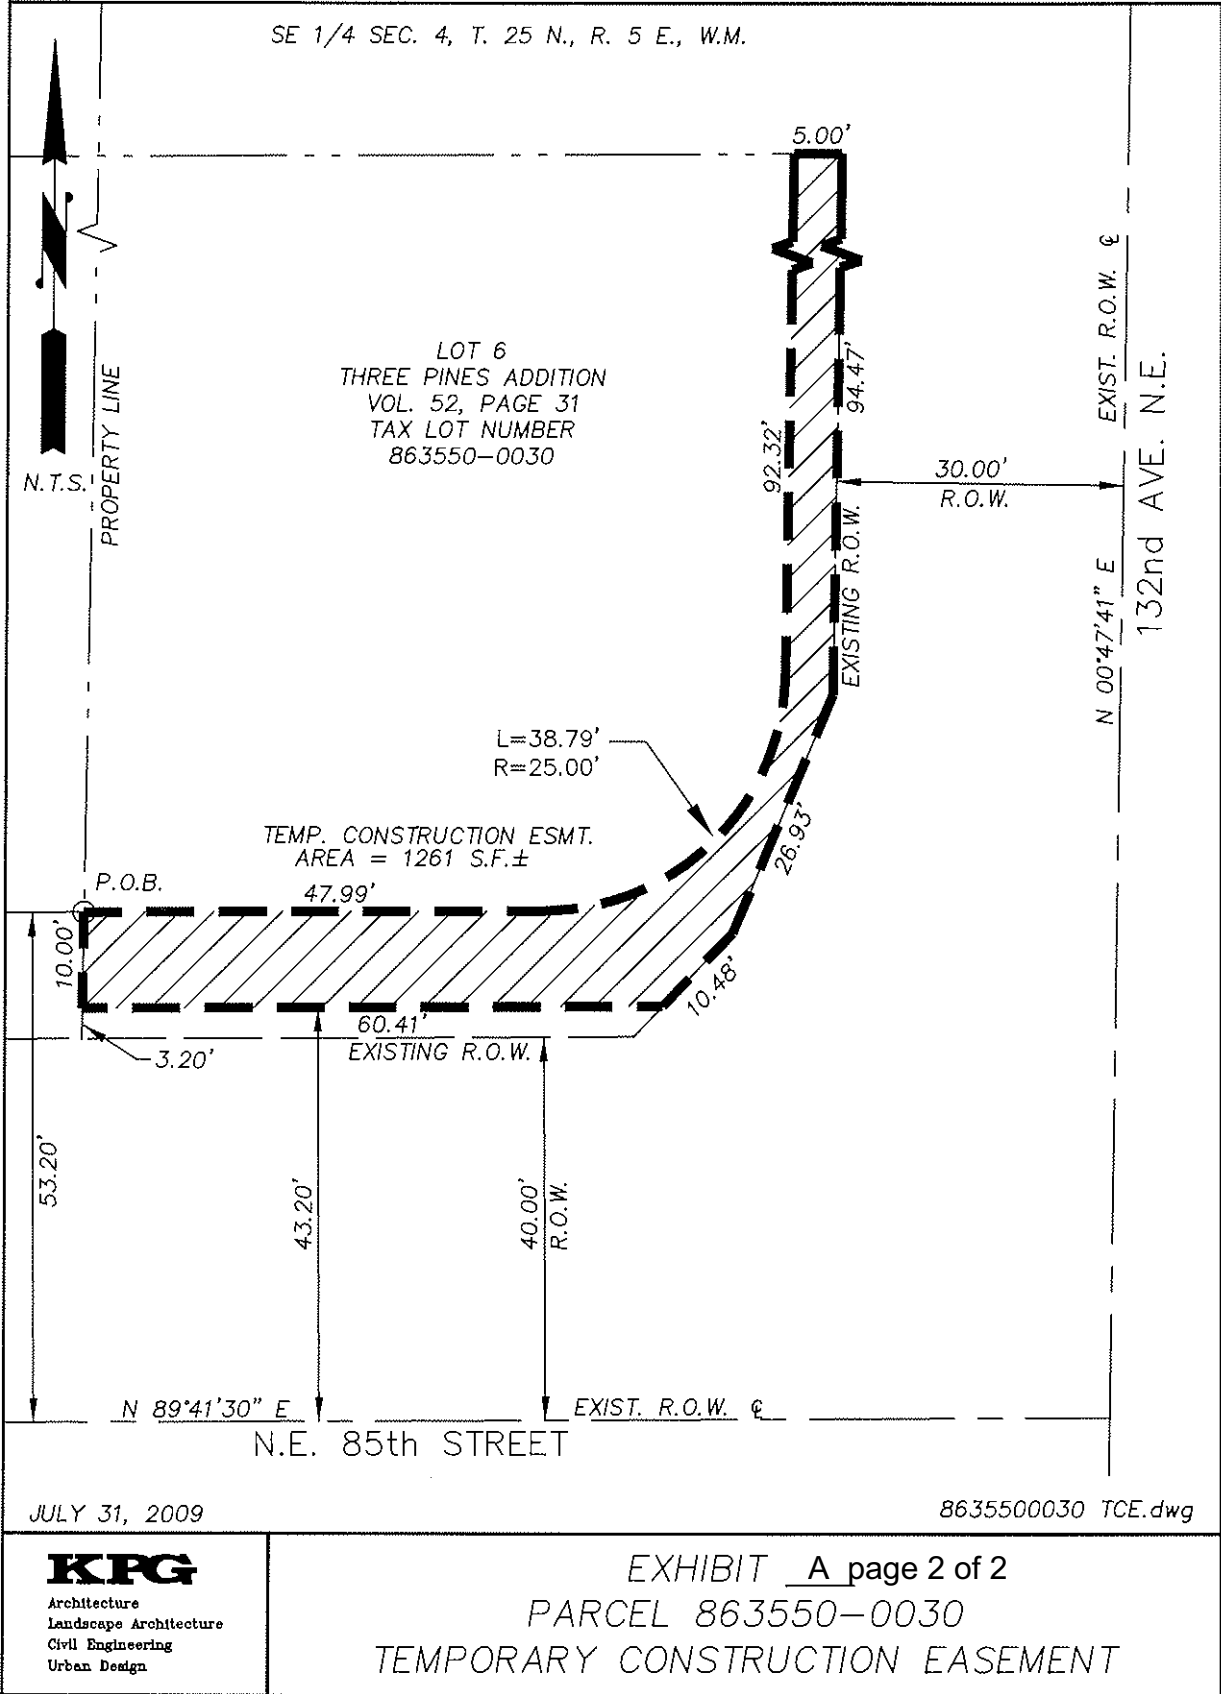 SE 1/4 SEC. 4, T. 25 N., R. 5 E., W.M.
5.00'
N
N.T.S.
PROPERTY LINE
LOT 6
THREE PINES ADDITION
VOL. 52, PAGE 31
TAX LOT NUMBER
863550-0030
92.32'
94.47'
EXISTING R.O.W.
30.00'
R.O.W.
EXIST. R.O.W. ℄
N 00°47'41" E
132nd AVE. N.E.
L=38.79'
R=25.00'
TEMP. CONSTRUCTION ESMT.
AREA = 1261 S.F.±
P.O.B.
47.99'
10.00'
26.93'
10.48'
60.41'
EXISTING R.O.W.
3.20'
53.20'
43.20'
40.00'
R.O.W.
N 89°41'30" E
EXIST. R.O.W. ℄
N.E. 85th STREET
JULY 31, 2009
8635500030 TCE.dwg
KPG
Architecture
Landscape Architecture
Civil Engineering
Urban Design
EXHIBIT A page 2 of 2
PARCEL 863550-0030
TEMPORARY CONSTRUCTION EASEMENT